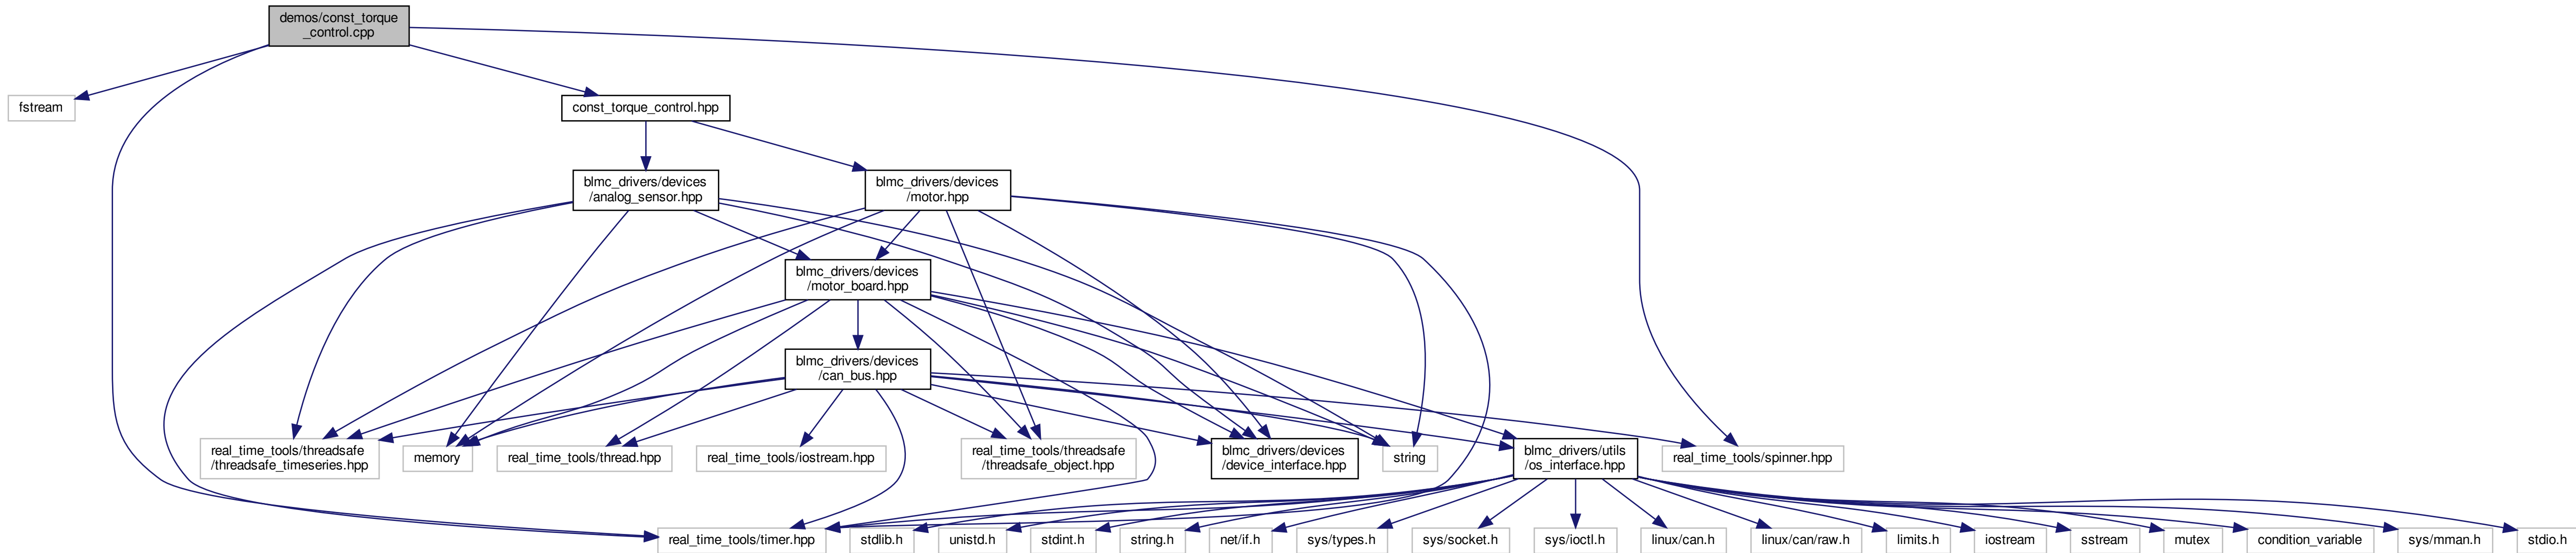 demos/const_torque
_control.cpp
fstream
const_torque_control.hpp
blmc_drivers/devices
/analog_sensor.hpp
blmc_drivers/devices
/motor.hpp
blmc_drivers/devices
/motor_board.hpp
blmc_drivers/devices
/can_bus.hpp
real_time_tools/threadsafe
/threadsafe_timeseries.hpp
memory
real_time_tools/thread.hpp
real_time_tools/iostream.hpp
real_time_tools/threadsafe
/threadsafe_object.hpp
blmc_drivers/devices
/device_interface.hpp
string
blmc_drivers/utils
/os_interface.hpp
real_time_tools/spinner.hpp
real_time_tools/timer.hpp
stdlib.h
unistd.h
stdint.h
string.h
net/if.h
sys/types.h
sys/socket.h
sys/ioctl.h
linux/can.h
linux/can/raw.h
limits.h
iostream
sstream
mutex
condition_variable
sys/mman.h
stdio.h